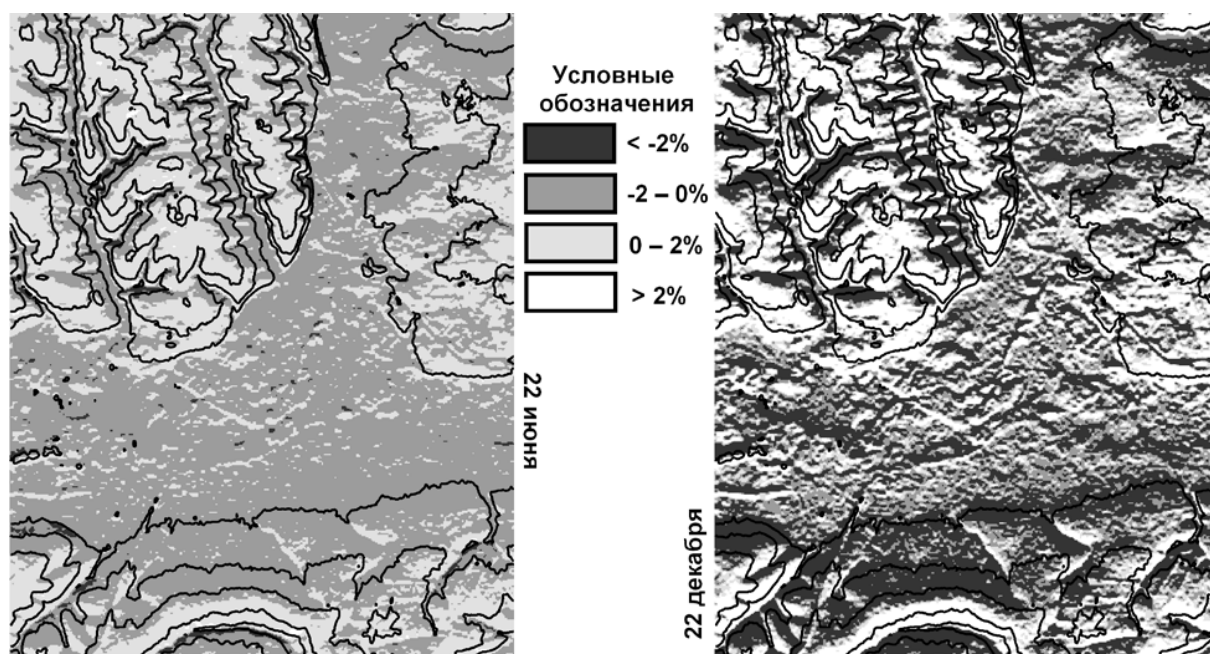 Условные
обозначения
< -2%
-2 – 0%
0 – 2%
> 2%
22 июня
22 декабря